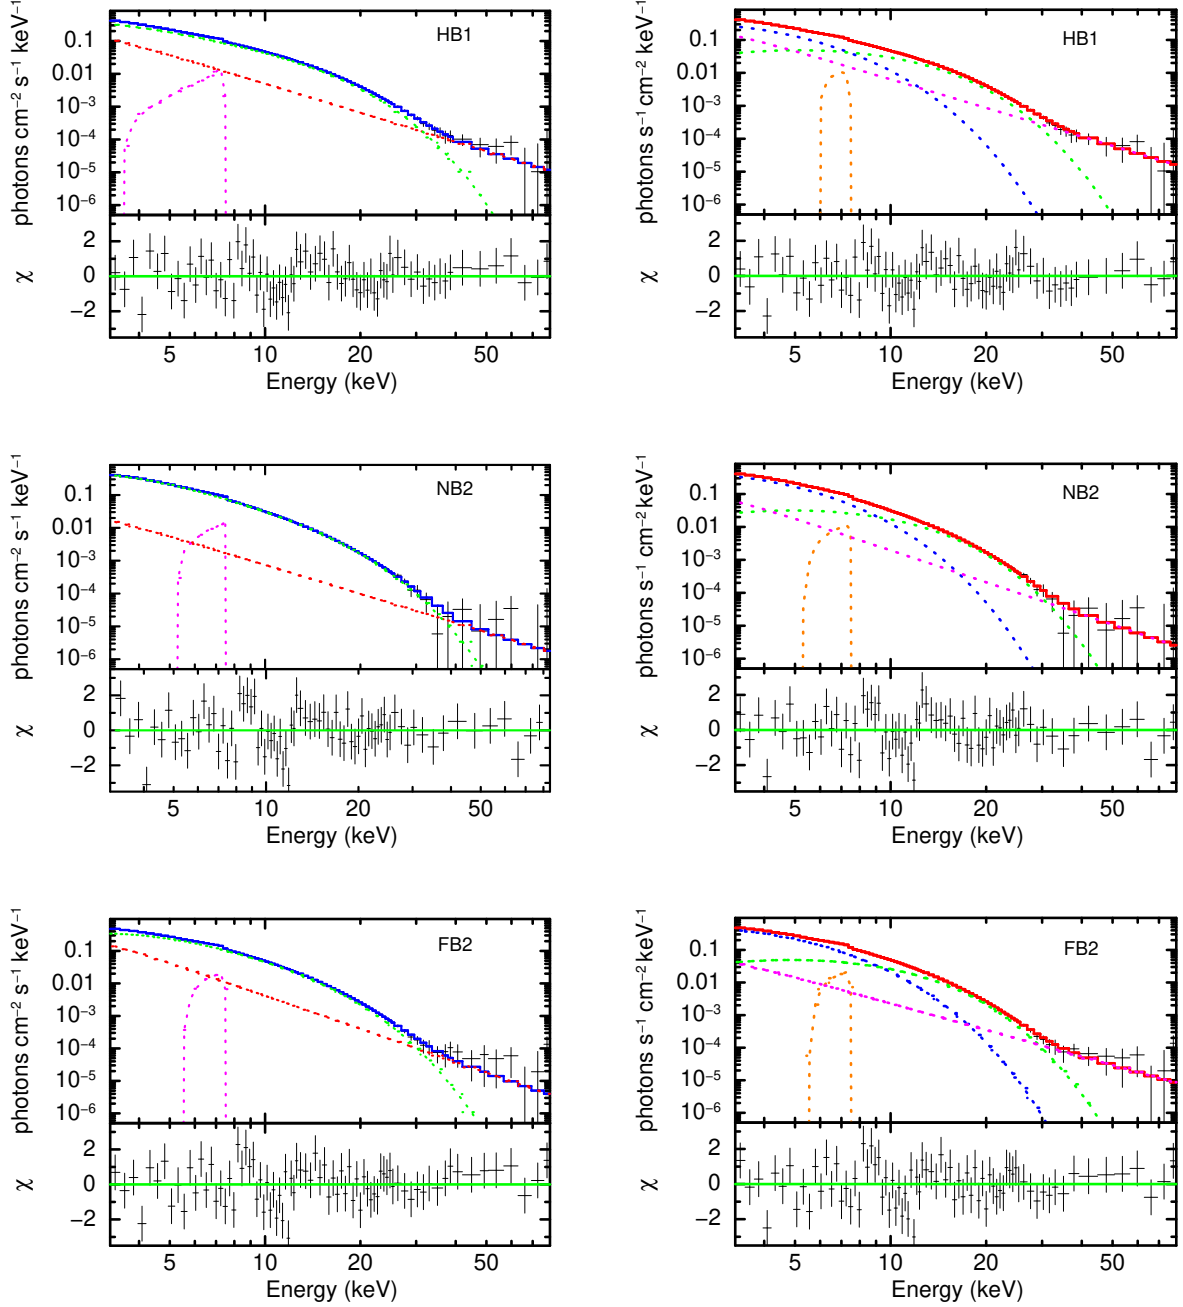 HB1
photons cm⁻² s⁻¹ keV⁻¹
0.1
0.01
10⁻³
10⁻⁴
10⁻⁵
10⁻⁶
χ
2
0
−2
5 10 20 50
Energy (keV)
HB1
photons s⁻¹ cm⁻² keV⁻¹
0.1
0.01
10⁻³
10⁻⁴
10⁻⁵
10⁻⁶
χ
2
0
−2
5 10 20 50
Energy (keV)
NB2
photons cm⁻² s⁻¹ keV⁻¹
0.1
0.01
10⁻³
10⁻⁴
10⁻⁵
10⁻⁶
χ
2
0
−2
5 10 20 50
Energy (keV)
NB2
photons s⁻¹ cm⁻² keV⁻¹
0.1
0.01
10⁻³
10⁻⁴
10⁻⁵
10⁻⁶
χ
2
0
−2
5 10 20 50
Energy (keV)
FB2
photons cm⁻² s⁻¹ keV⁻¹
0.1
0.01
10⁻³
10⁻⁴
10⁻⁵
10⁻⁶
χ
2
0
−2
5 10 20 50
Energy (keV)
FB2
photons s⁻¹ cm⁻² keV⁻¹
0.1
0.01
10⁻³
10⁻⁴
10⁻⁵
10⁻⁶
χ
2
0
−2
5 10 20 50
Energy (keV)